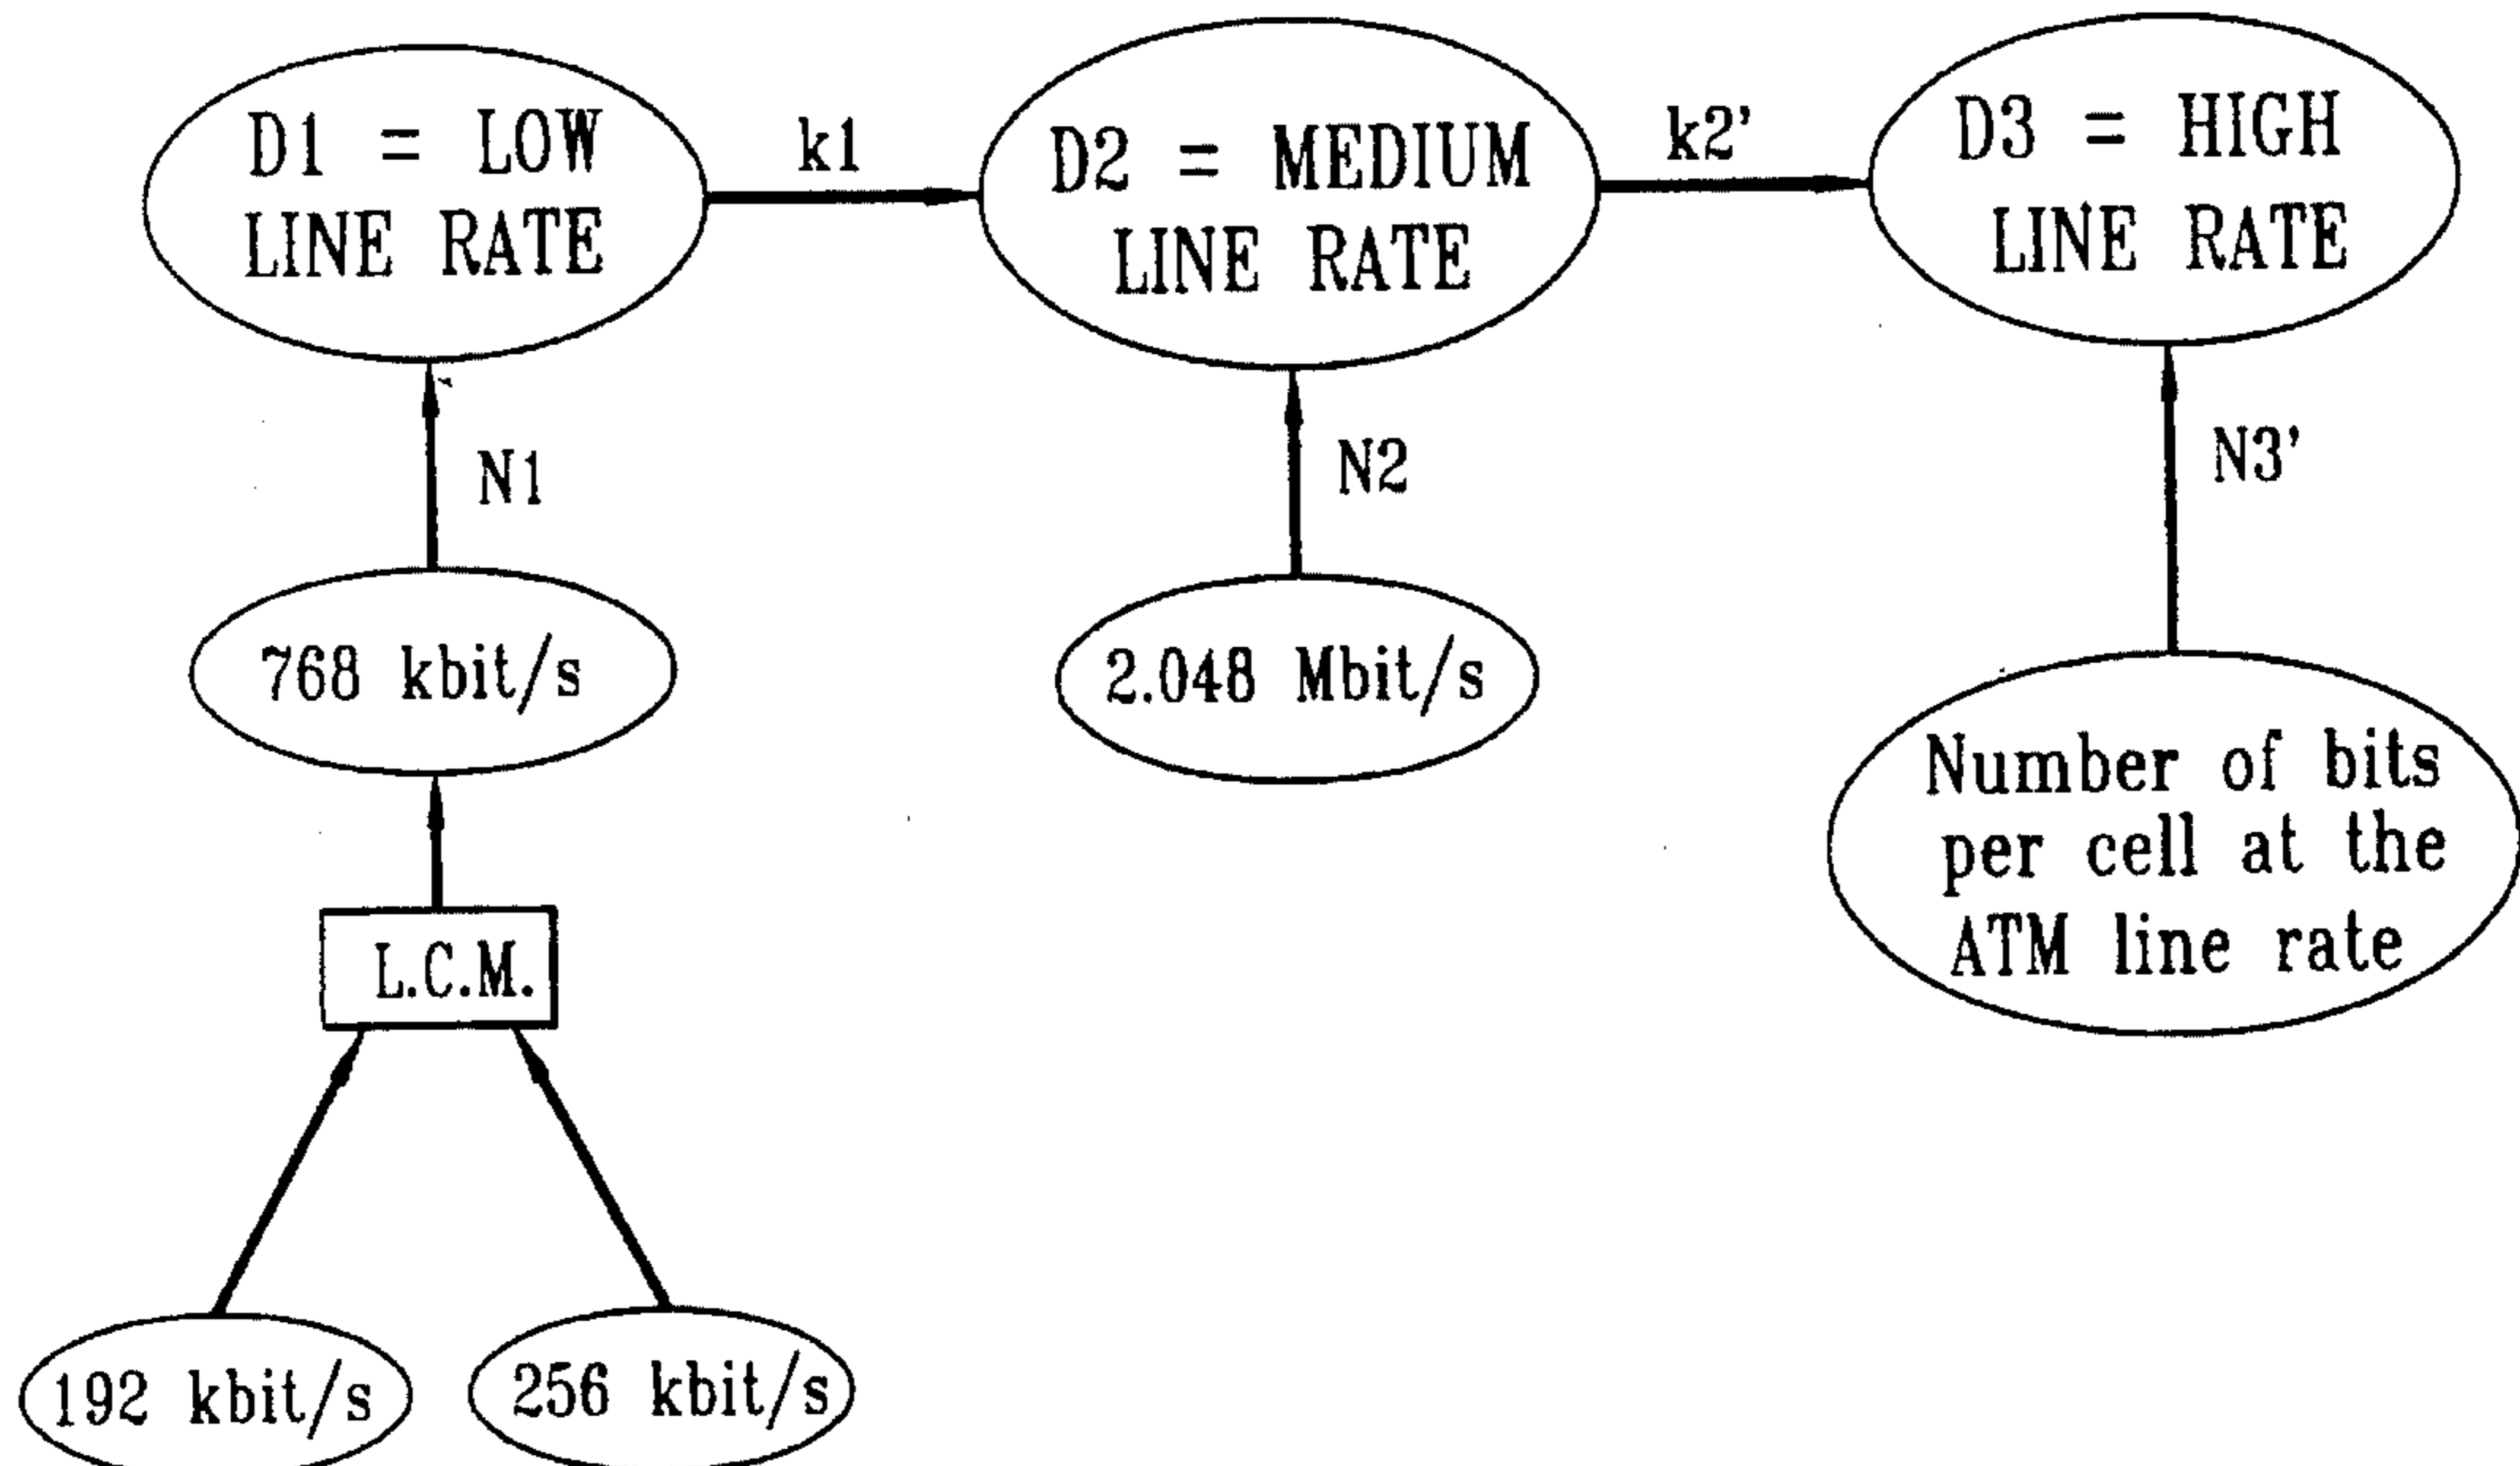 D1 = LOW
LINE RATE
k1
D2 = MEDIUM
LINE RATE
k2'
D3 = HIGH
LINE RATE
N1
N2
N3'
768 kbit/s
2.048 Mbit/s
Number of bits
per cell at the
ATM line rate
L.C.M.
192 kbit/s
256 kbit/s